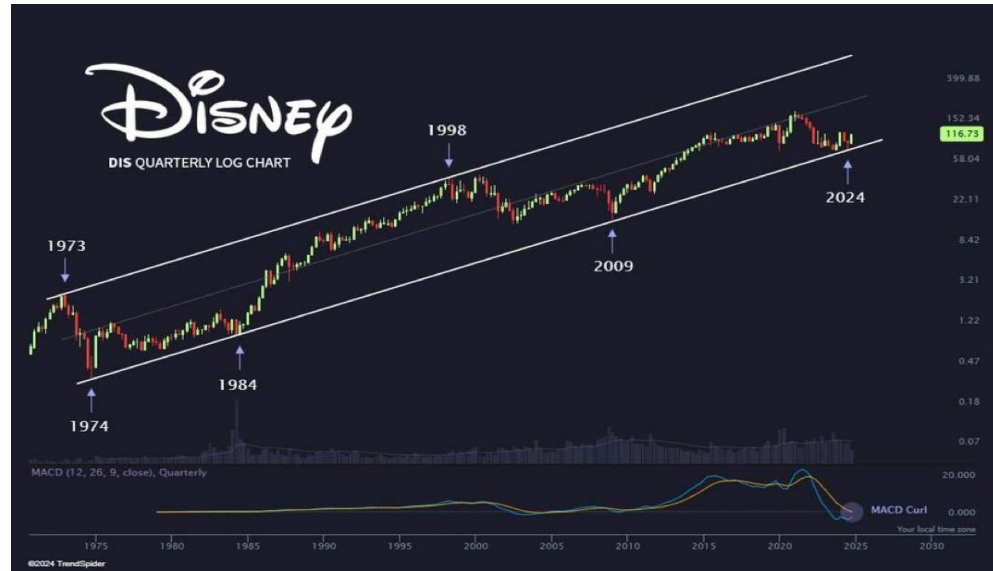 DISNEY
DIS QUARTERLY LOG CHART
1973
1974
1984
1998
2009
2024
399.88
152.34
116.73
58.04
22.11
8.42
3.21
1.22
0.47
0.18
0.07
MACD (12, 26, 9, close), Quarterly
20.000
0.000
MACD Curl
Your local time zone
1975 1980 1985 1990 1995 2000 2005 2010 2015 2020 2025 2030
©2024 TrendSpider